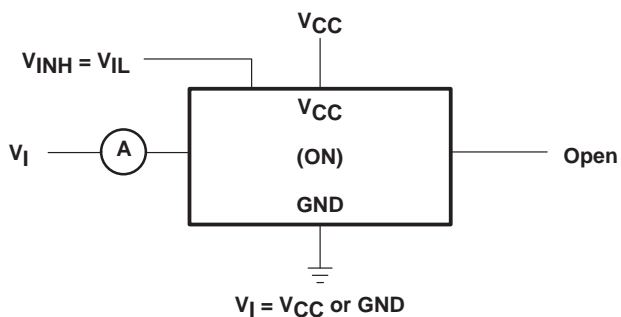 VCC
VINH = VIL
VCC
VI
A
(ON)
Open
GND
VI = VCC or GND